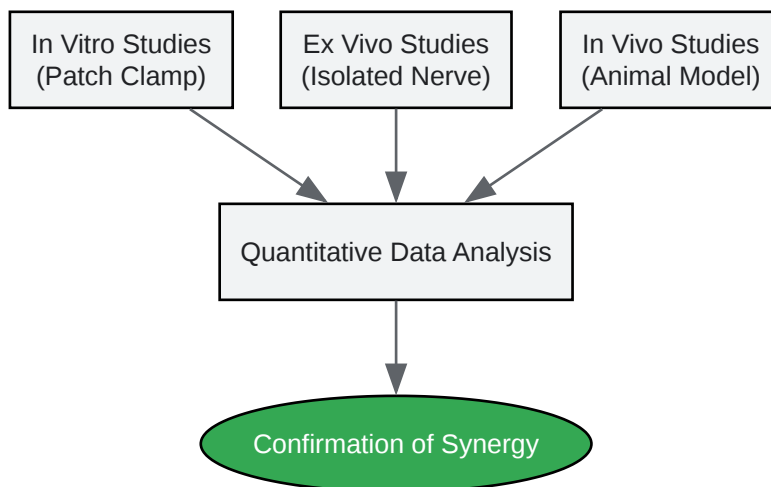 In Vitro Studies
(Patch Clamp)
Ex Vivo Studies
(Isolated Nerve)
In Vivo Studies
(Animal Model)
Quantitative Data Analysis
Confirmation of Synergy